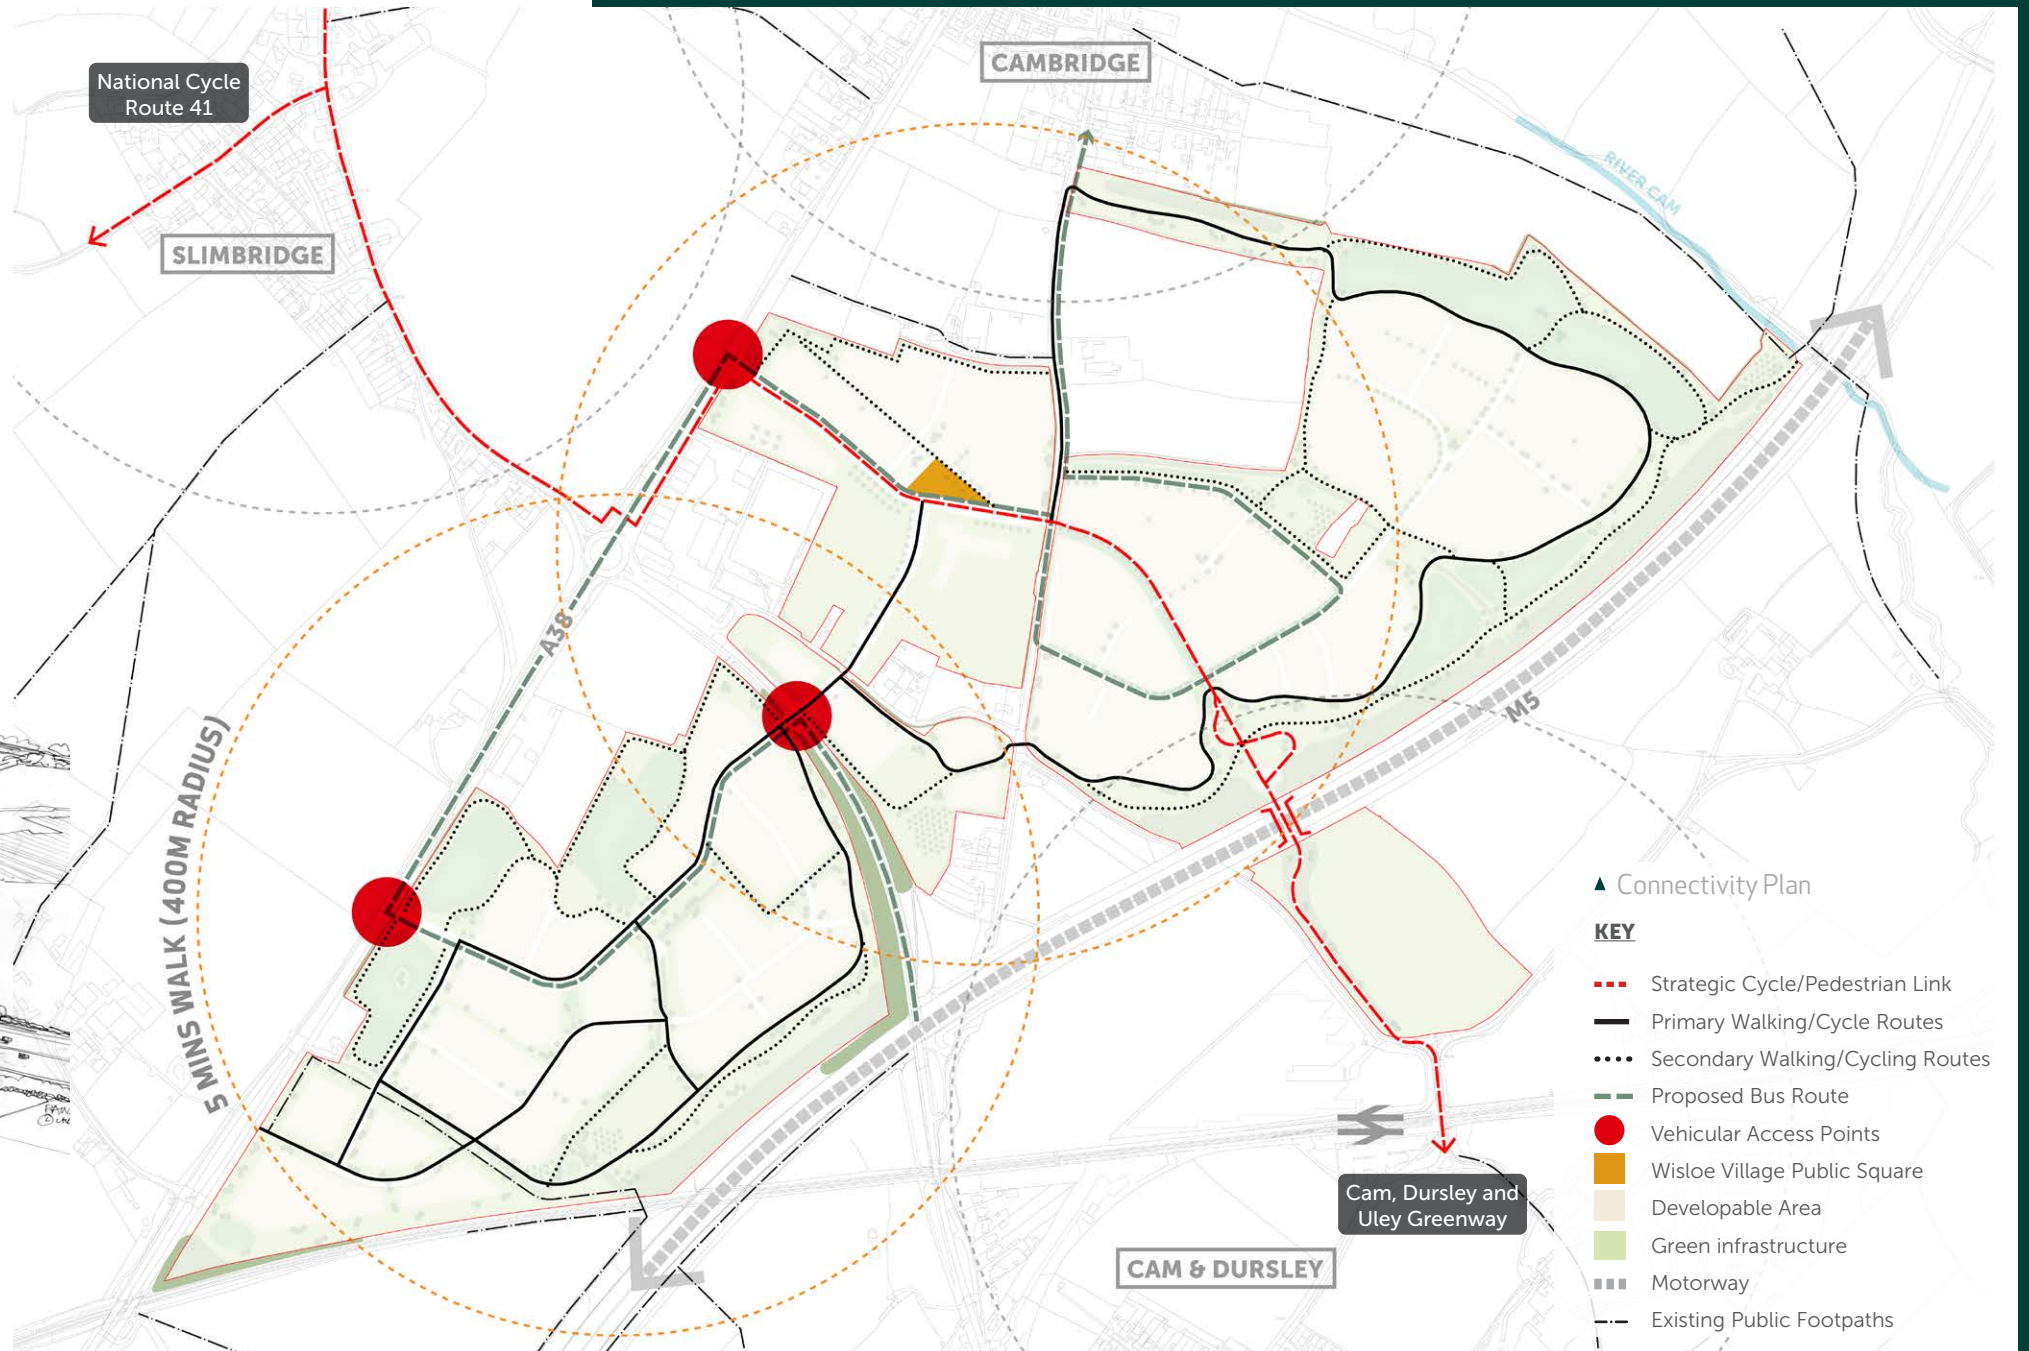 National Cycle
Route 41
CAMBRIDGE
SLIMBRIDGE
RIVER CAM
A38
M5
5 MINS WALK (400M RADIUS)
Connectivity Plan
KEY
Strategic Cycle/Pedestrian Link
Primary Walking/Cycle Routes
Secondary Walking/Cycling Routes
Proposed Bus Route
Vehicular Access Points
Wisloe Village Public Square
Developable Area
Green infrastructure
Motorway
Existing Public Footpaths
Cam, Dursley and
Uley Greenway
CAM & DURSLEY